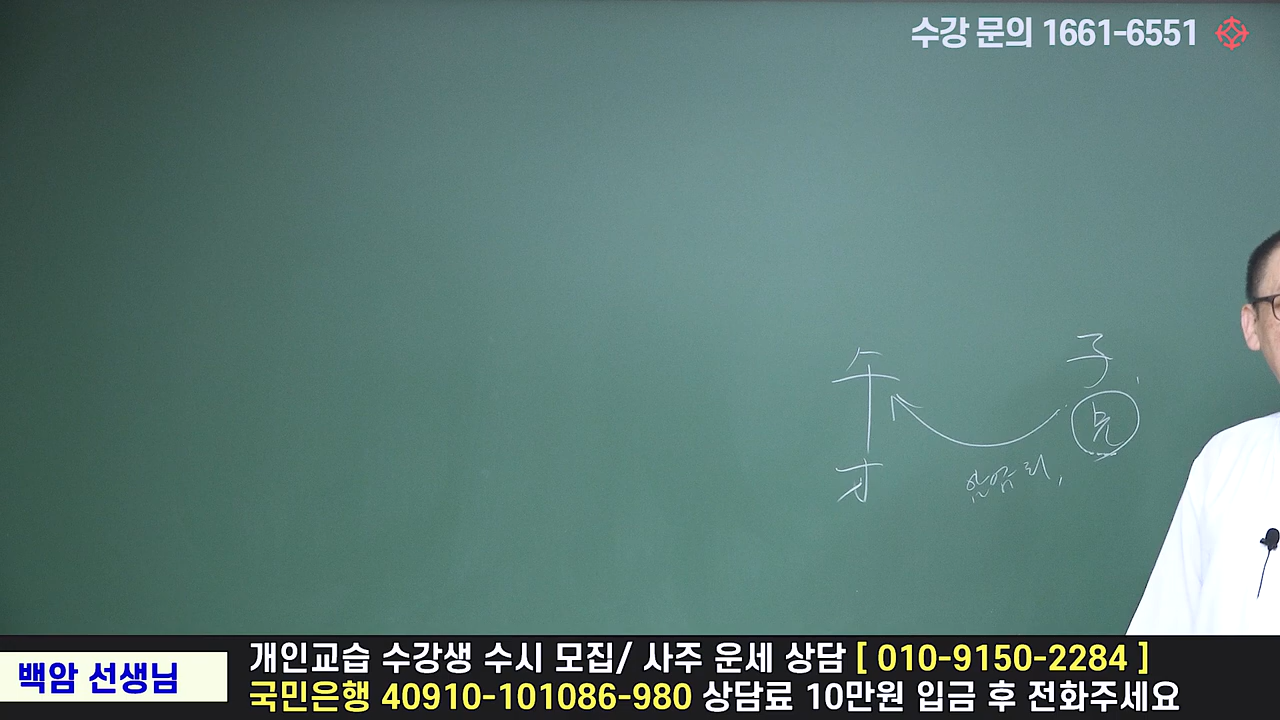 수강 문의 1661-6551
午 子
才
백암 선생님
개인교습 수강생 수시 모집/ 사주 운세 상담 [ 010-9150-2284 ]
국민은행 40910-101086-980 상담료 10만원 입금 후 전화주세요